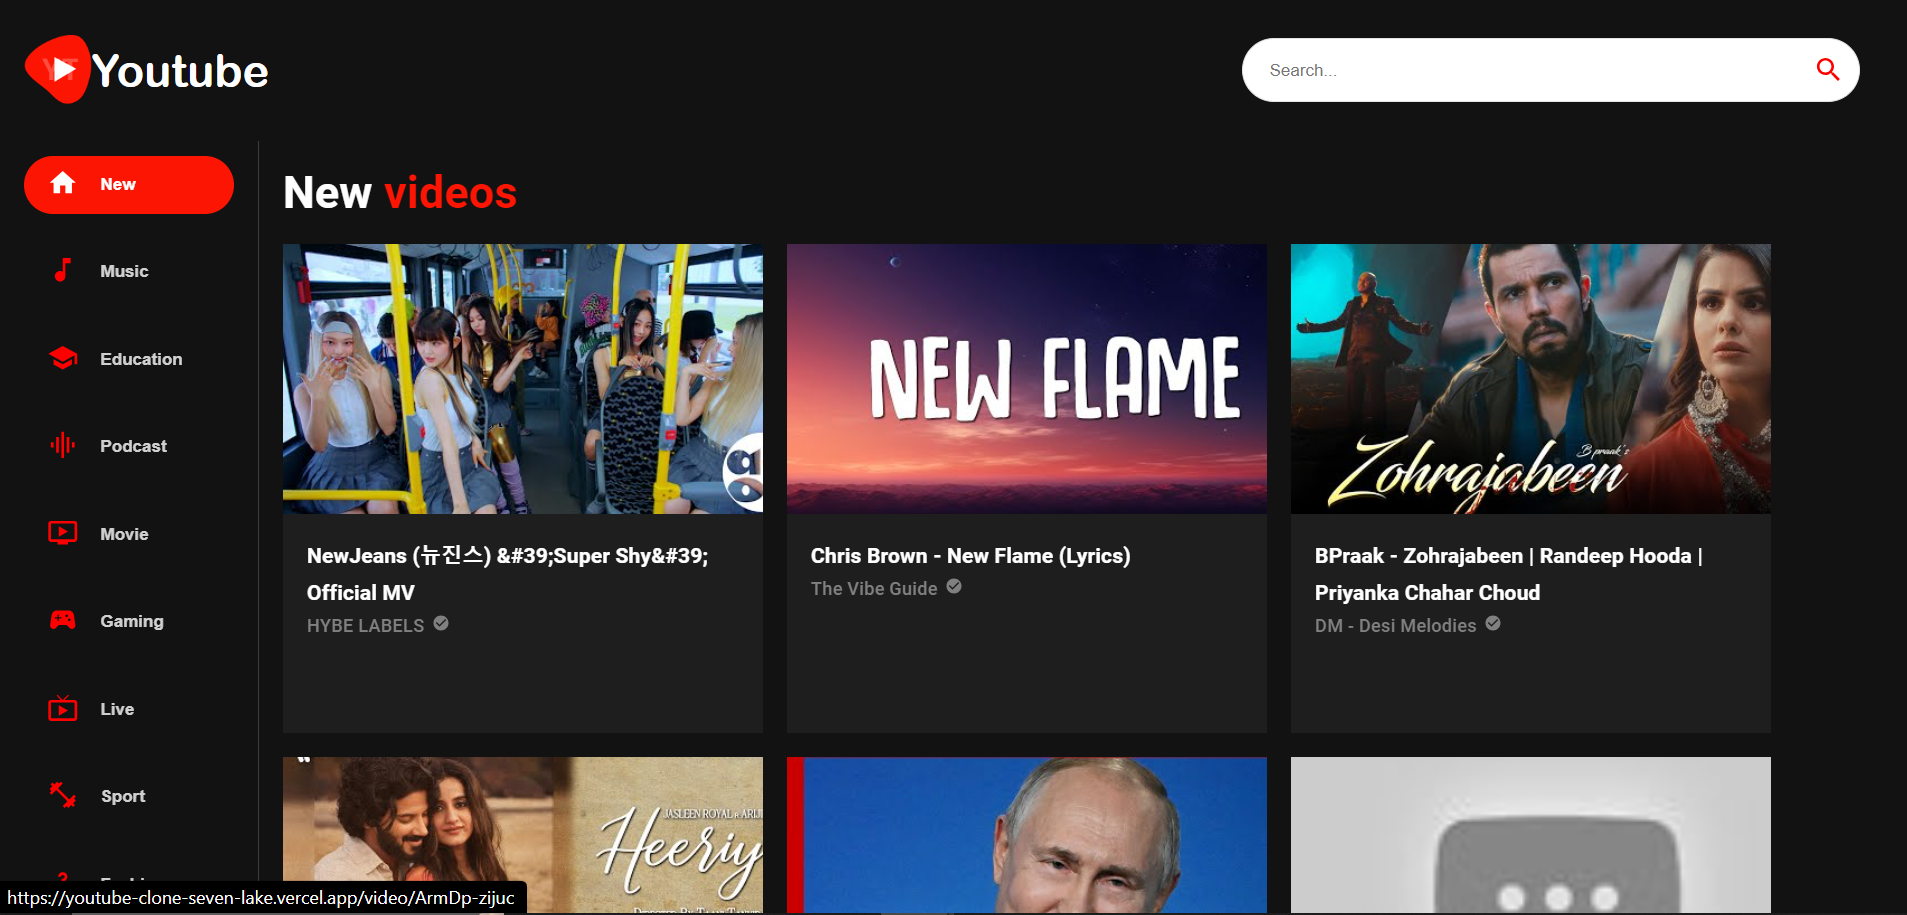 YT
Youtube
Search...
New
Music
Education
Podcast
Movie
Gaming
Live
Sport
New videos
NEW FLAME
B praak's
Zohrajabeen
NewJeans (뉴진스) &#39;Super Shy&#39;
Official MV
HYBE LABELS
Chris Brown - New Flame (Lyrics)
The Vibe Guide
BPraak - Zohrajabeen | Randeep Hooda |
Priyanka Chahar Choud
DM - Desi Melodies
JASLEEN ROYAL
Heeriy
https://youtube-clone-seven-lake.vercel.app/video/ArmDp-zijuc